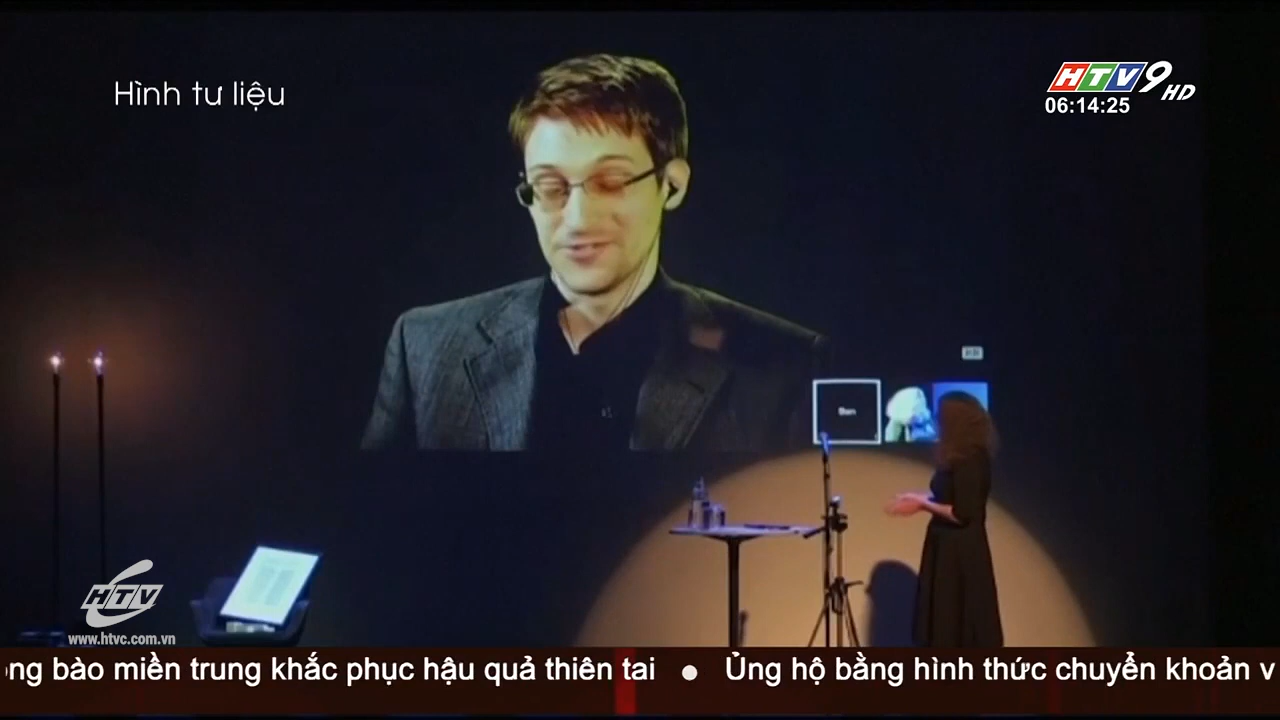 Hình tư liệu
HTV9 HD
06:14:25
Ben
HTV
www.htvc.com.vn
ng bào miền trung khắc phục hậu quả thiên tai ● Ủng hộ bằng hình thức chuyển khoản v